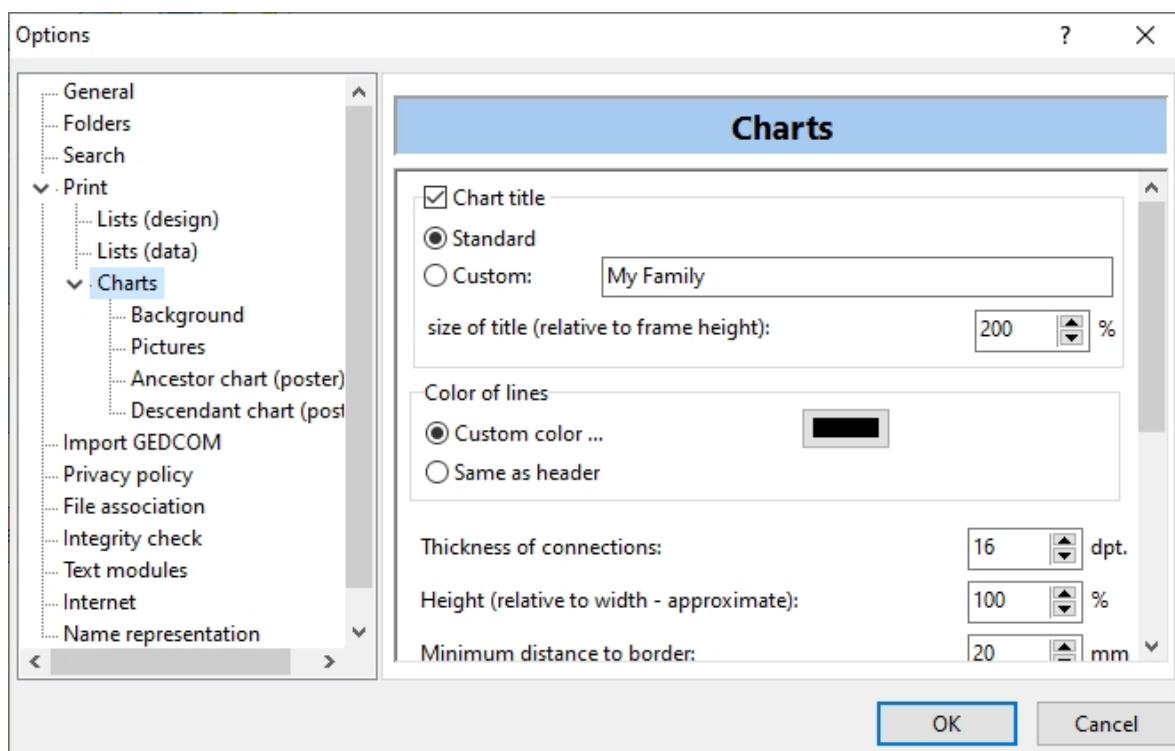 Options
?
General
Folders
Search
Print
Lists (design)
Lists (data)
Charts
Background
Pictures
Ancestor chart (poster)
Descendant chart (post
Import GEDCOM
Privacy policy
File association
Integrity check
Text modules
Internet
Name representation
Charts
Chart title
Standard
Custom: My Family
size of title (relative to frame height): 200 %
Color of lines
Custom color ...
Same as header
Thickness of connections: 16 dpt.
Height (relative to width - approximate): 100 %
Minimum distance to border: 20 mm
OK Cancel